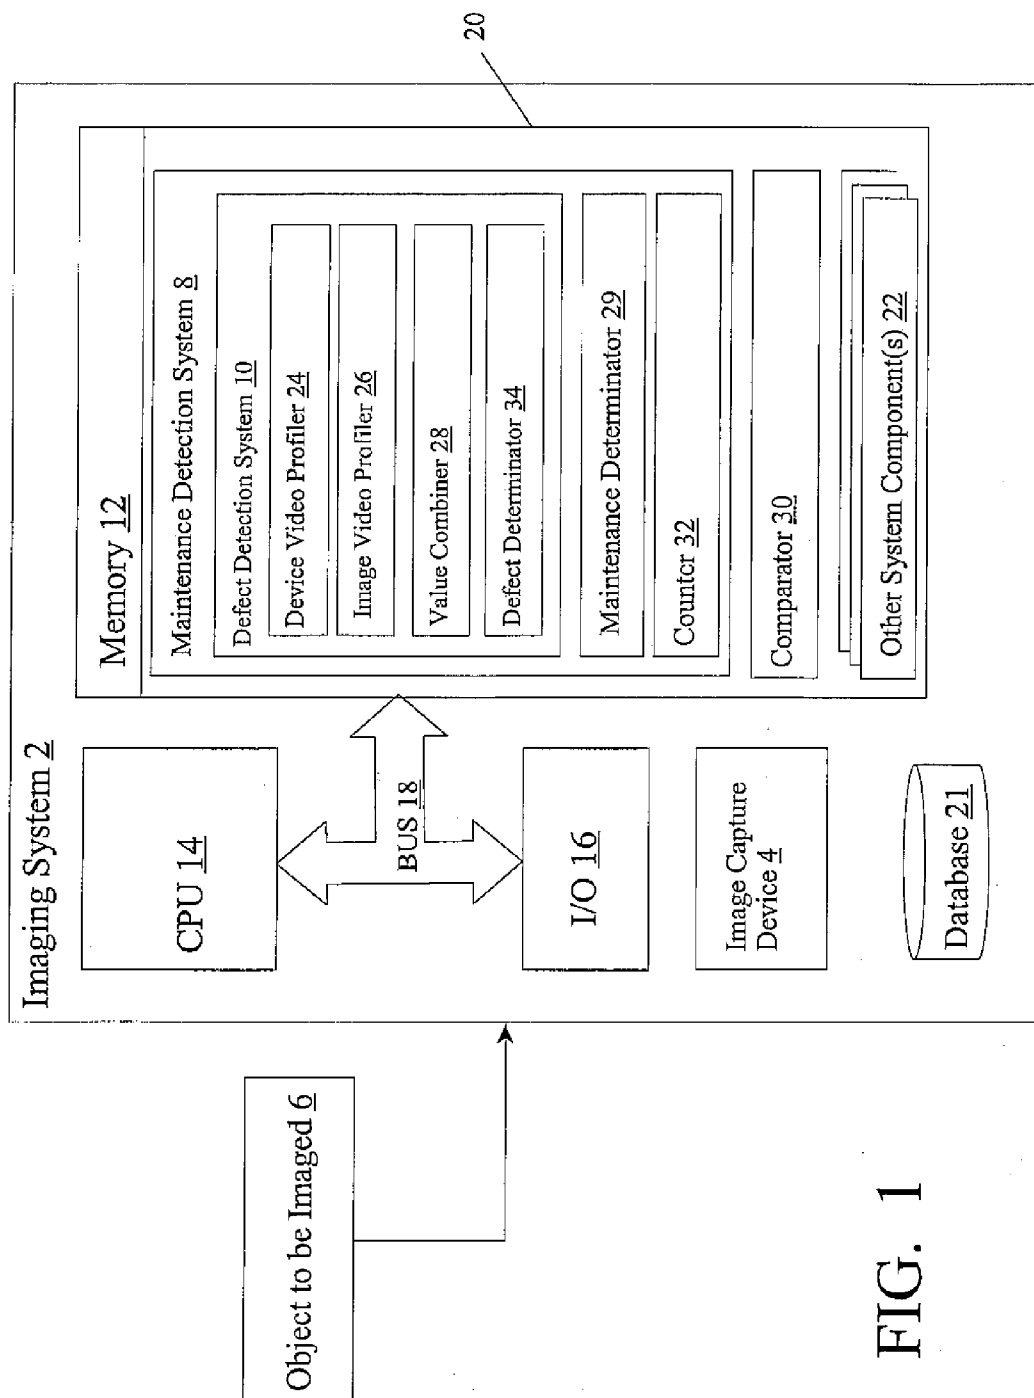 Imaging System 2
20
Memory 12
CPU 14
Maintenance Detection System 8
Defect Detection System 10
Device Video Profiler 24
Image Video Profiler 26
Value Combiner 28
Defect Determinator 34
Maintenance Determinator 29
Counter 32
Comparator 30
Other System Component(s) 22
BUS 18
I/O 16
Image Capture
Device 4
Database 21
Object to be Imaged 6
FIG. 1